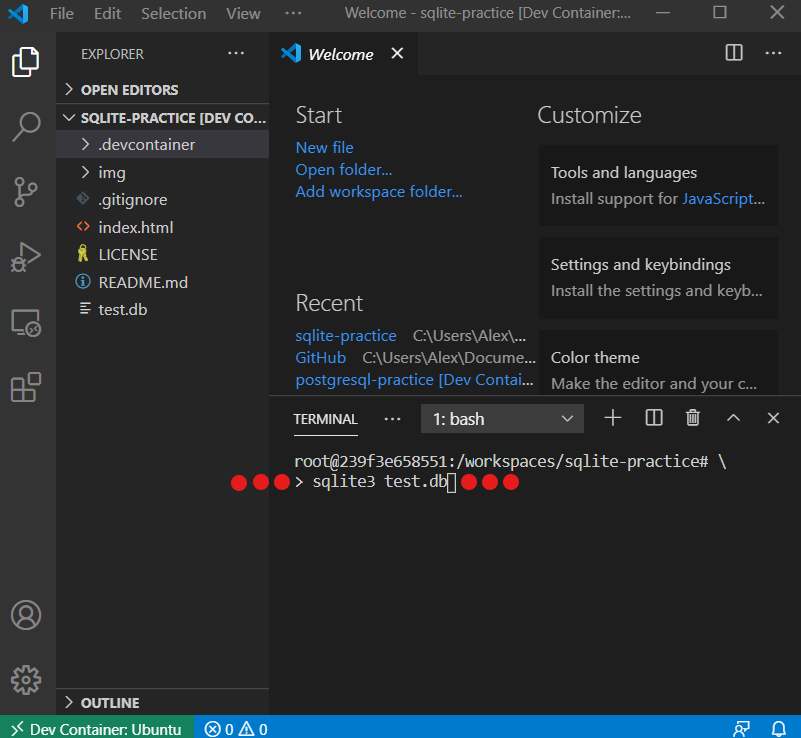 File Edit Selection View ··· Welcome - sqlite-practice [Dev Container:...
EXPLORER ···
OPEN EDITORS
SQLITE-PRACTICE [DEV CO...
.devcontainer
img
.gitignore
index.html
LICENSE
README.md
test.db
OUTLINE
Welcome
Start
New file
Open folder...
Add workspace folder...
Recent
sqlite-practice C:\Users\Alex\...
GitHub C:\Users\Alex\Docume...
postgresql-practice [Dev Contai...
Customize
Tools and languages
Install support for JavaScript...
Settings and keybindings
Install the settings and keyb...
Color theme
Make the editor and your c...
TERMINAL ··· 1: bash
root@239f3e658551:/workspaces/sqlite-practice# \
> sqlite3 test.db
Dev Container: Ubuntu 0 0